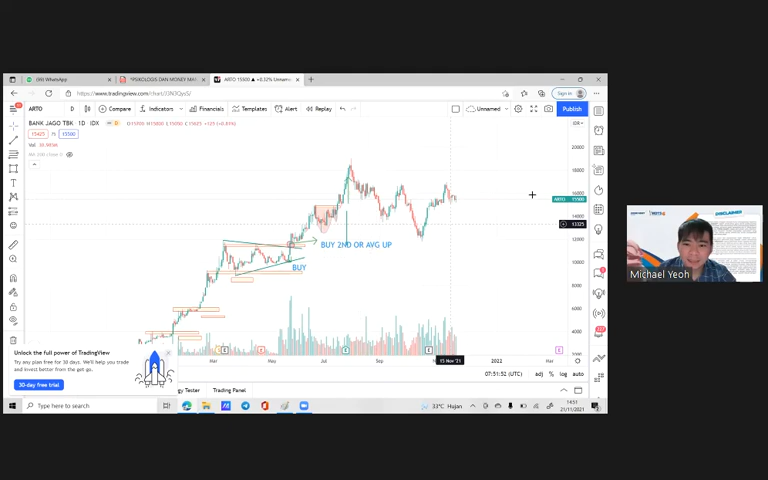 (99) WhatsApp
"PSIKOLOGIS DAN MONEY MA
ARTO 15500 ▲ +0.32% Unname
https://www.tradingview.com/chart/
Sign in
ARTO
D
Compare
Indicators
Financials
Templates
Alert
Replay
Unnamed
Publish
BANK JAGO TBK · 1D · IDX
15425
75
15500
Vol
IDR
20000
16000
ARTO
15500
14000
13325
12000
10000
8000
6000
4000
BUY 2ND OR AVG UP
BUY
Mar
May
Jul
Sep
15 Nov '21
2022
Mar
Unlock the full power of TradingView
Try any plan free for 30 days. We'll help you trade
and invest better from the get go.
30-day free trial
07:51:52 (UTC)
adj
%
log
auto
gy Tester
Trading Panel
Type here to search
33°C Hujan
14:51
21/11/2021
DISCLAIMER
Michael Yeoh